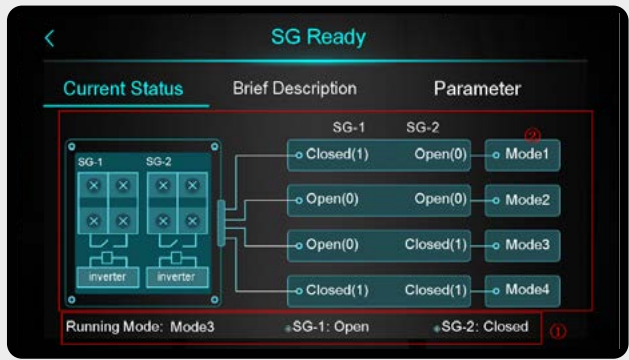 SG Ready
Current Status Brief Description Parameter
SG-1 SG-2
②
SG-1 SG-2
Closed(1) Open(0) Mode1
Open(0) Open(0) Mode2
Open(0) Closed(1) Mode3
inverter inverter
Closed(1) Closed(1) Mode4
Running Mode: Mode3 SG-1: Open SG-2: Closed ①